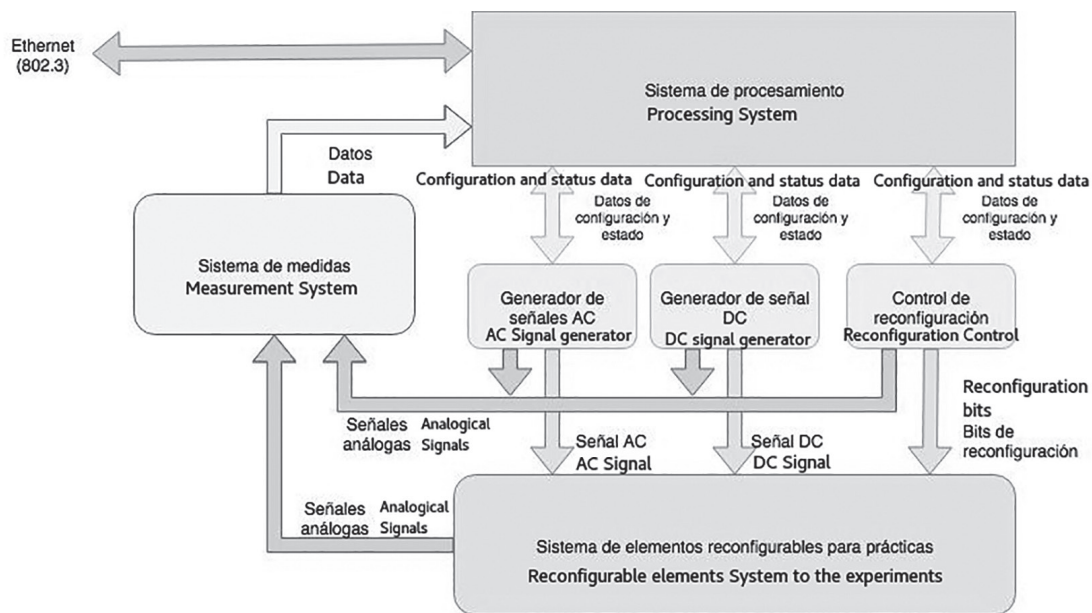 Ethernet
(802.3)
Sistema de procesamiento
Processing System
Datos
Data
Configuration and status data
Datos de
configuración y
estado
Configuration and status data
Datos de
configuración y
estado
Configuration and status data
Datos de
configuración y
estado
Sistema de medidas
Measurement System
Generador de
señales AC
AC Signal generator
Generador de señal
DC
DC signal generator
Control de
reconfiguración
Reconfiguration Control
Reconfiguration
bits
Bits de
reconfiguración
Señales
análogas
Analogical
Signals
Señal AC
AC Signal
Señal DC
DC Signal
Señales
análogas
Analogical
Signals
Sistema de elementos reconfigurables para prácticas
Reconfigurable elements System to the experiments